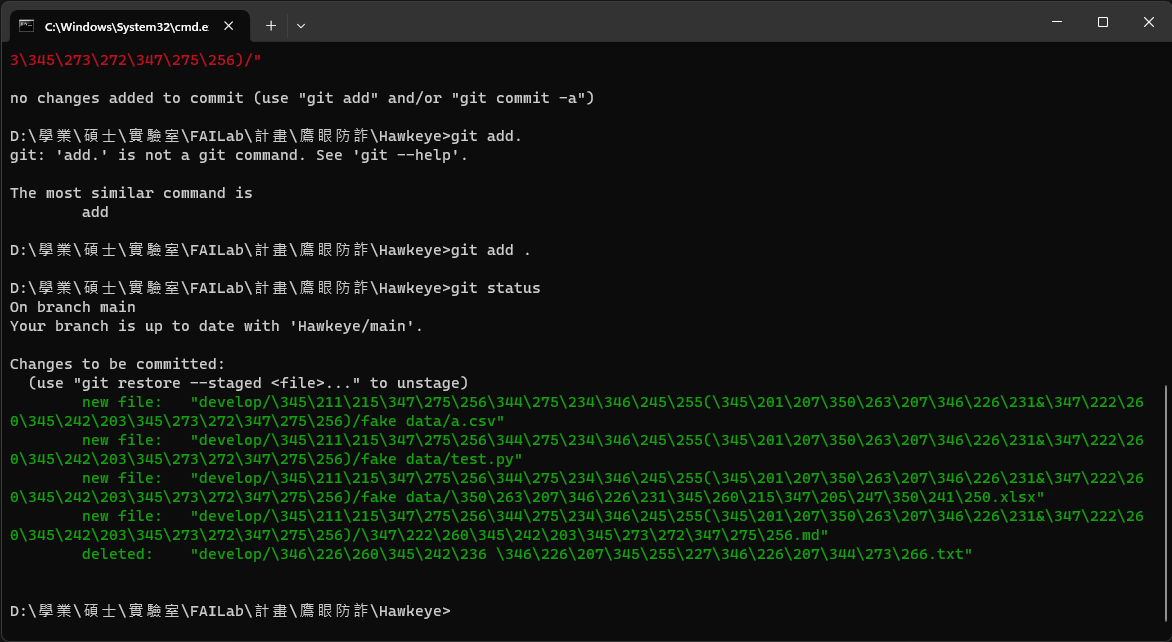 C:\Windows\System32\cmd.e
3\345\273\272\347\275\256)/"
no changes added to commit (use "git add" and/or "git commit -a")
D:\學業\碩士\實驗室\FAILab\計畫\鷹眼防詐\Hawkeye>git add.
git: 'add.' is not a git command. See 'git --help'.
The most similar command is
add
D:\學業\碩士\實驗室\FAILab\計畫\鷹眼防詐\Hawkeye>git add .
D:\學業\碩士\實驗室\FAILab\計畫\鷹眼防詐\Hawkeye>git status
On branch main
Your branch is up to date with 'Hawkeye/main'.
Changes to be committed:
(use "git restore --staged <file>..." to unstage)
new file:   "develop/\345\211\215\347\275\256\344\275\234\346\245\255(\345\201\207\350\263\207\346\226\231&\347\222\26
0\345\242\203\345\273\272\347\275\256)/fake data/a.csv"
new file:   "develop/\345\211\215\347\275\256\344\275\234\346\245\255(\345\201\207\350\263\207\346\226\231&\347\222\26
0\345\242\203\345\273\272\347\275\256)/fake data/test.py"
new file:   "develop/\345\211\215\347\275\256\344\275\234\346\245\255(\345\201\207\350\263\207\346\226\231&\347\222\26
0\345\242\203\345\273\272\347\275\256)/fake data/\350\263\207\346\226\231\345\260\215\347\205\247\350\241\250.xlsx"
new file:   "develop/\345\211\215\347\275\256\344\275\234\346\245\255(\345\201\207\350\263\207\346\226\231&\347\222\26
0\345\242\203\345\273\272\347\275\256)/\347\222\260\345\242\203\345\273\272\347\275\256.md"
deleted:    "develop/\346\226\260\345\242\236 \346\226\207\345\255\227\346\226\207\344\273\266.txt"
D:\學業\碩士\實驗室\FAILab\計畫\鷹眼防詐\Hawkeye>